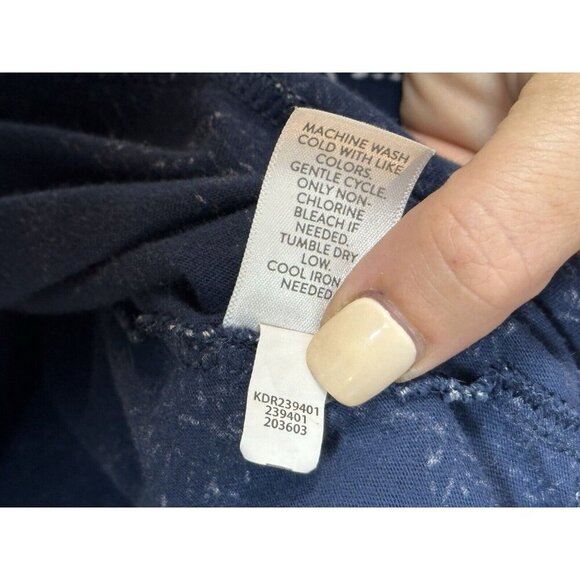 MACHINE WASH
COLD WITH LIKE
COLORS.
GENTLE CYCLE.
ONLY NON-
CHLORINE
BLEACH IF
NEEDED.
TUMBLE DRY
LOW.
COOL IRON
NEEDED
KDR239401
239401
203603